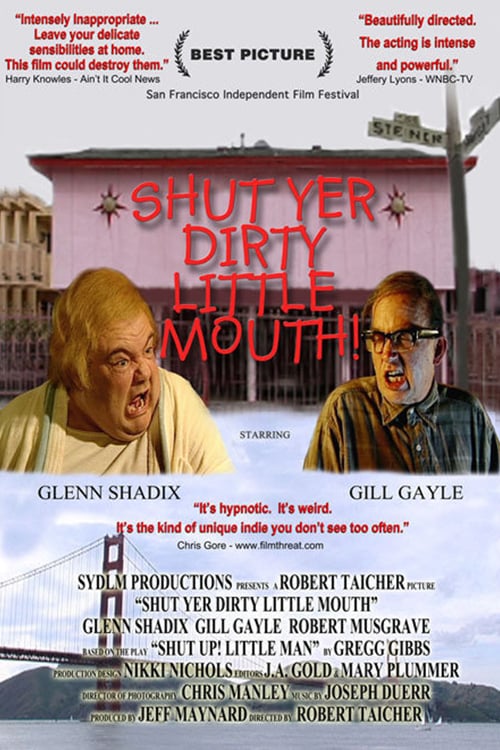 "Intensely Inappropriate ...
Leave your delicate
sensibilities at home.
This film could destroy them."
Harry Knowles - Ain't It Cool News
BEST PICTURE
San Francisco Independent Film Festival
"Beautifully directed.
The acting is intense
and powerful."
Jeffery Lyons - WNBC-TV
STEINER
SHUT YER
DIRTY
LITTLE
MOUTH!
STARRING
GLENN SHADIX
GILL GAYLE
"It's hypnotic. It's weird.
It's the kind of unique indie you don't see too often."
Chris Gore - www.filmthreat.com
SYDLM PRODUCTIONS PRESENTS A ROBERT TAICHER PICTURE
"SHUT YER DIRTY LITTLE MOUTH"
GLENN SHADIX GILL GAYLE ROBERT MUSGRAVE
BASED ON THE PLAY "SHUT UP! LITTLE MAN" BY GREGG GIBBS
PRODUCTION DESIGN NIKKI NICHOLS EDITORS J.A. GOLD & MARY PLUMMER
DIRECTOR OF PHOTOGRAPHY CHRIS MANLEY MUSIC BY JOSEPH DUERR
PRODUCED BY JEFF MAYNARD DIRECTED BY ROBERT TAICHER